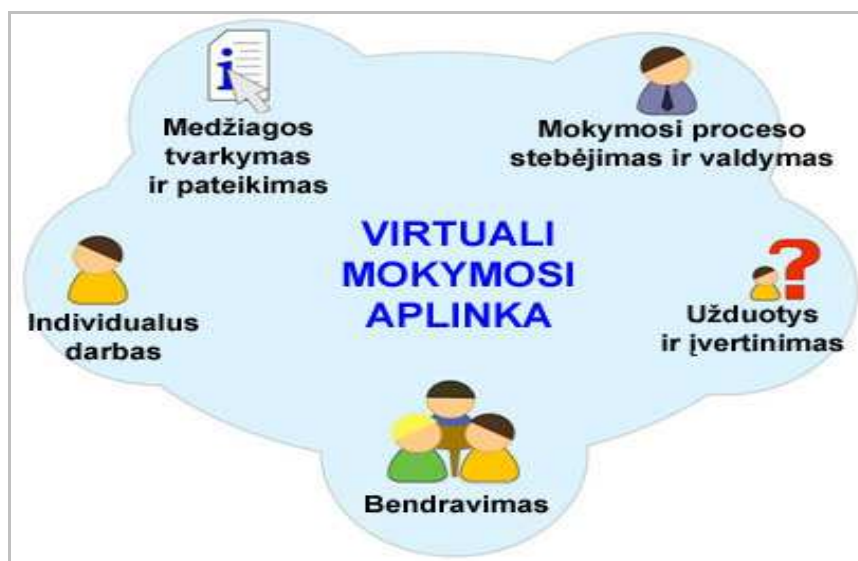 Medžiagos
tvarkymas
ir pateikimas
Mokymosi proceso
stebėjimas ir valdymas
VIRTUALI
MOKYMOSI
APLINKA
Individualus
darbas
Užduotys
ir įvertinimas
Bendravimas